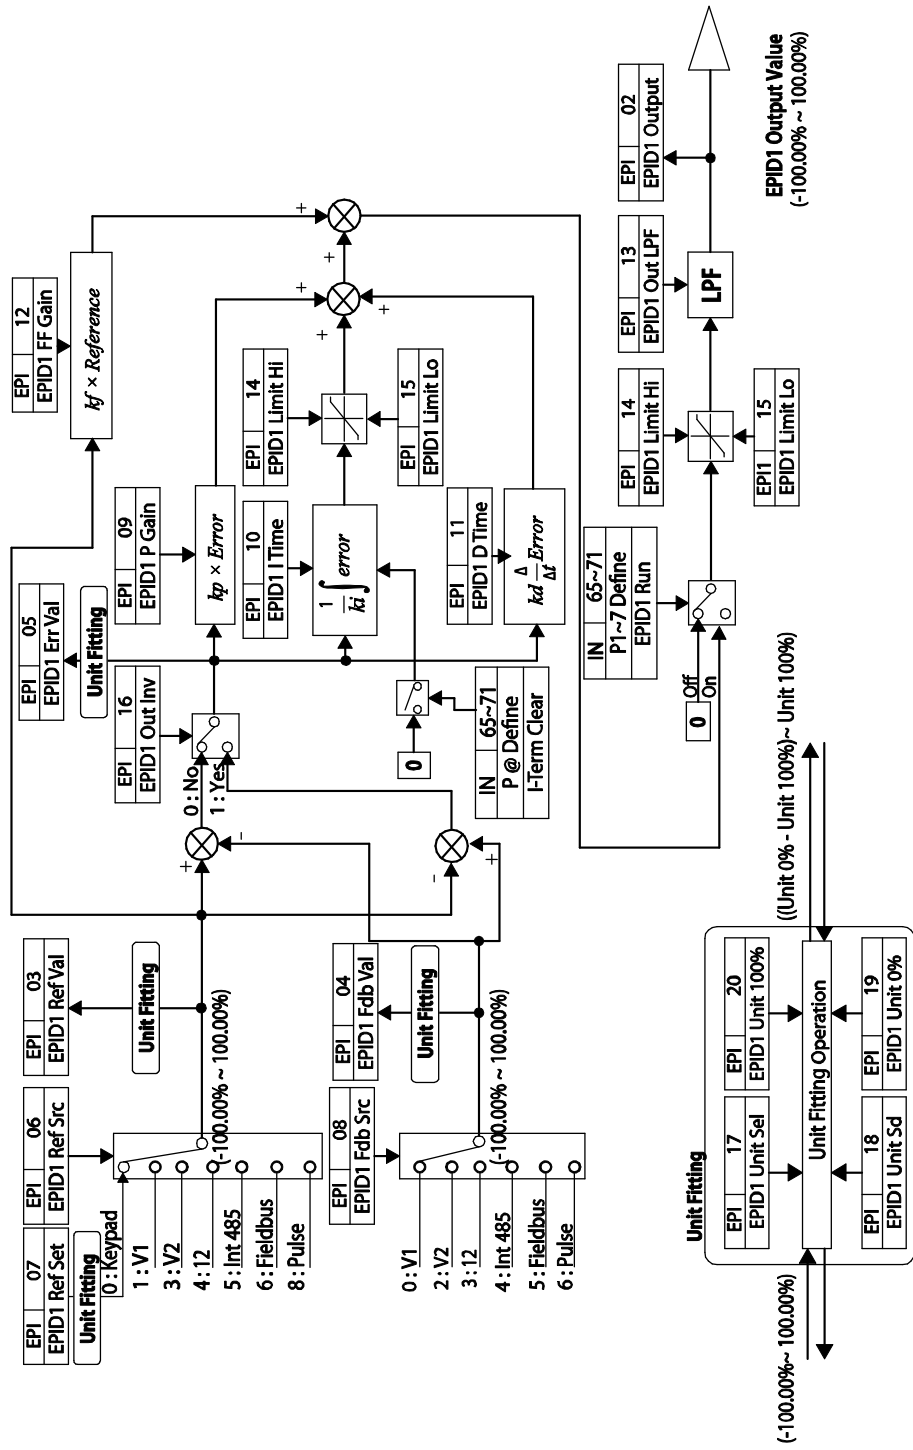 EPI 07
EPID1 Ref Set
Unit Fitting
EPI 06
EPID1 Ref Src
EPI 03
EPID1 Ref Val
Unit Fitting
0 : Keypad
1 : V1
3 : V2
4 : 12
5 : Int 485
6 : Fieldbus
8 : Pulse
(-100.00% ~ 100.00%)
EPI 08
EPID1 Fdb Src
EPI 04
EPID1 Fdb Val
Unit Fitting
0 : V1
2 : V2
3 : 12
4 : Int 485
5 : Fieldbus
6 : Pulse
(-100.00% ~ 100.00%)
+
-
-
+
0 : No
1 : Yes
EPI 16
EPID1 Out Inv
EPI 05
EPID1 Err Val
Unit Fitting
EPI 12
EPID1 FF Gain
kf × Reference
EPI 09
EPID1 P Gain
kp × Error
EPI 10
EPID1 I Time
1/ki ∫ error
EPI 11
EPID1 D Time
kd Δ/Δt Error
0
IN 65~71
P @ Define
I-Term Clear
EPI 14
EPID1 Limit Hi
EPI 15
EPID1 Limit Lo
+
+
+
+
+
0
Off
On
IN 65~71
P1~7 Define
EPID1 Run
EPI 14
EPID1 Limit Hi
EPI1 15
EPID1 Limit Lo
EPI 13
EPID1 Out LPF
LPF
EPI 02
EPID1 Output
EPID1 Output Value
(-100.00% ~ 100.00%)
Unit Fitting
EPI 17
EPID1 Unit Sel
EPI 20
EPID1 Unit 100%
Unit Fitting Operation
EPI 18
EPID1 Unit Sd
EPI 19
EPID1 Unit 0%
(-100.00%~ 100.00%)
((Unit 0% - Unit 100%)~ Unit 100%)